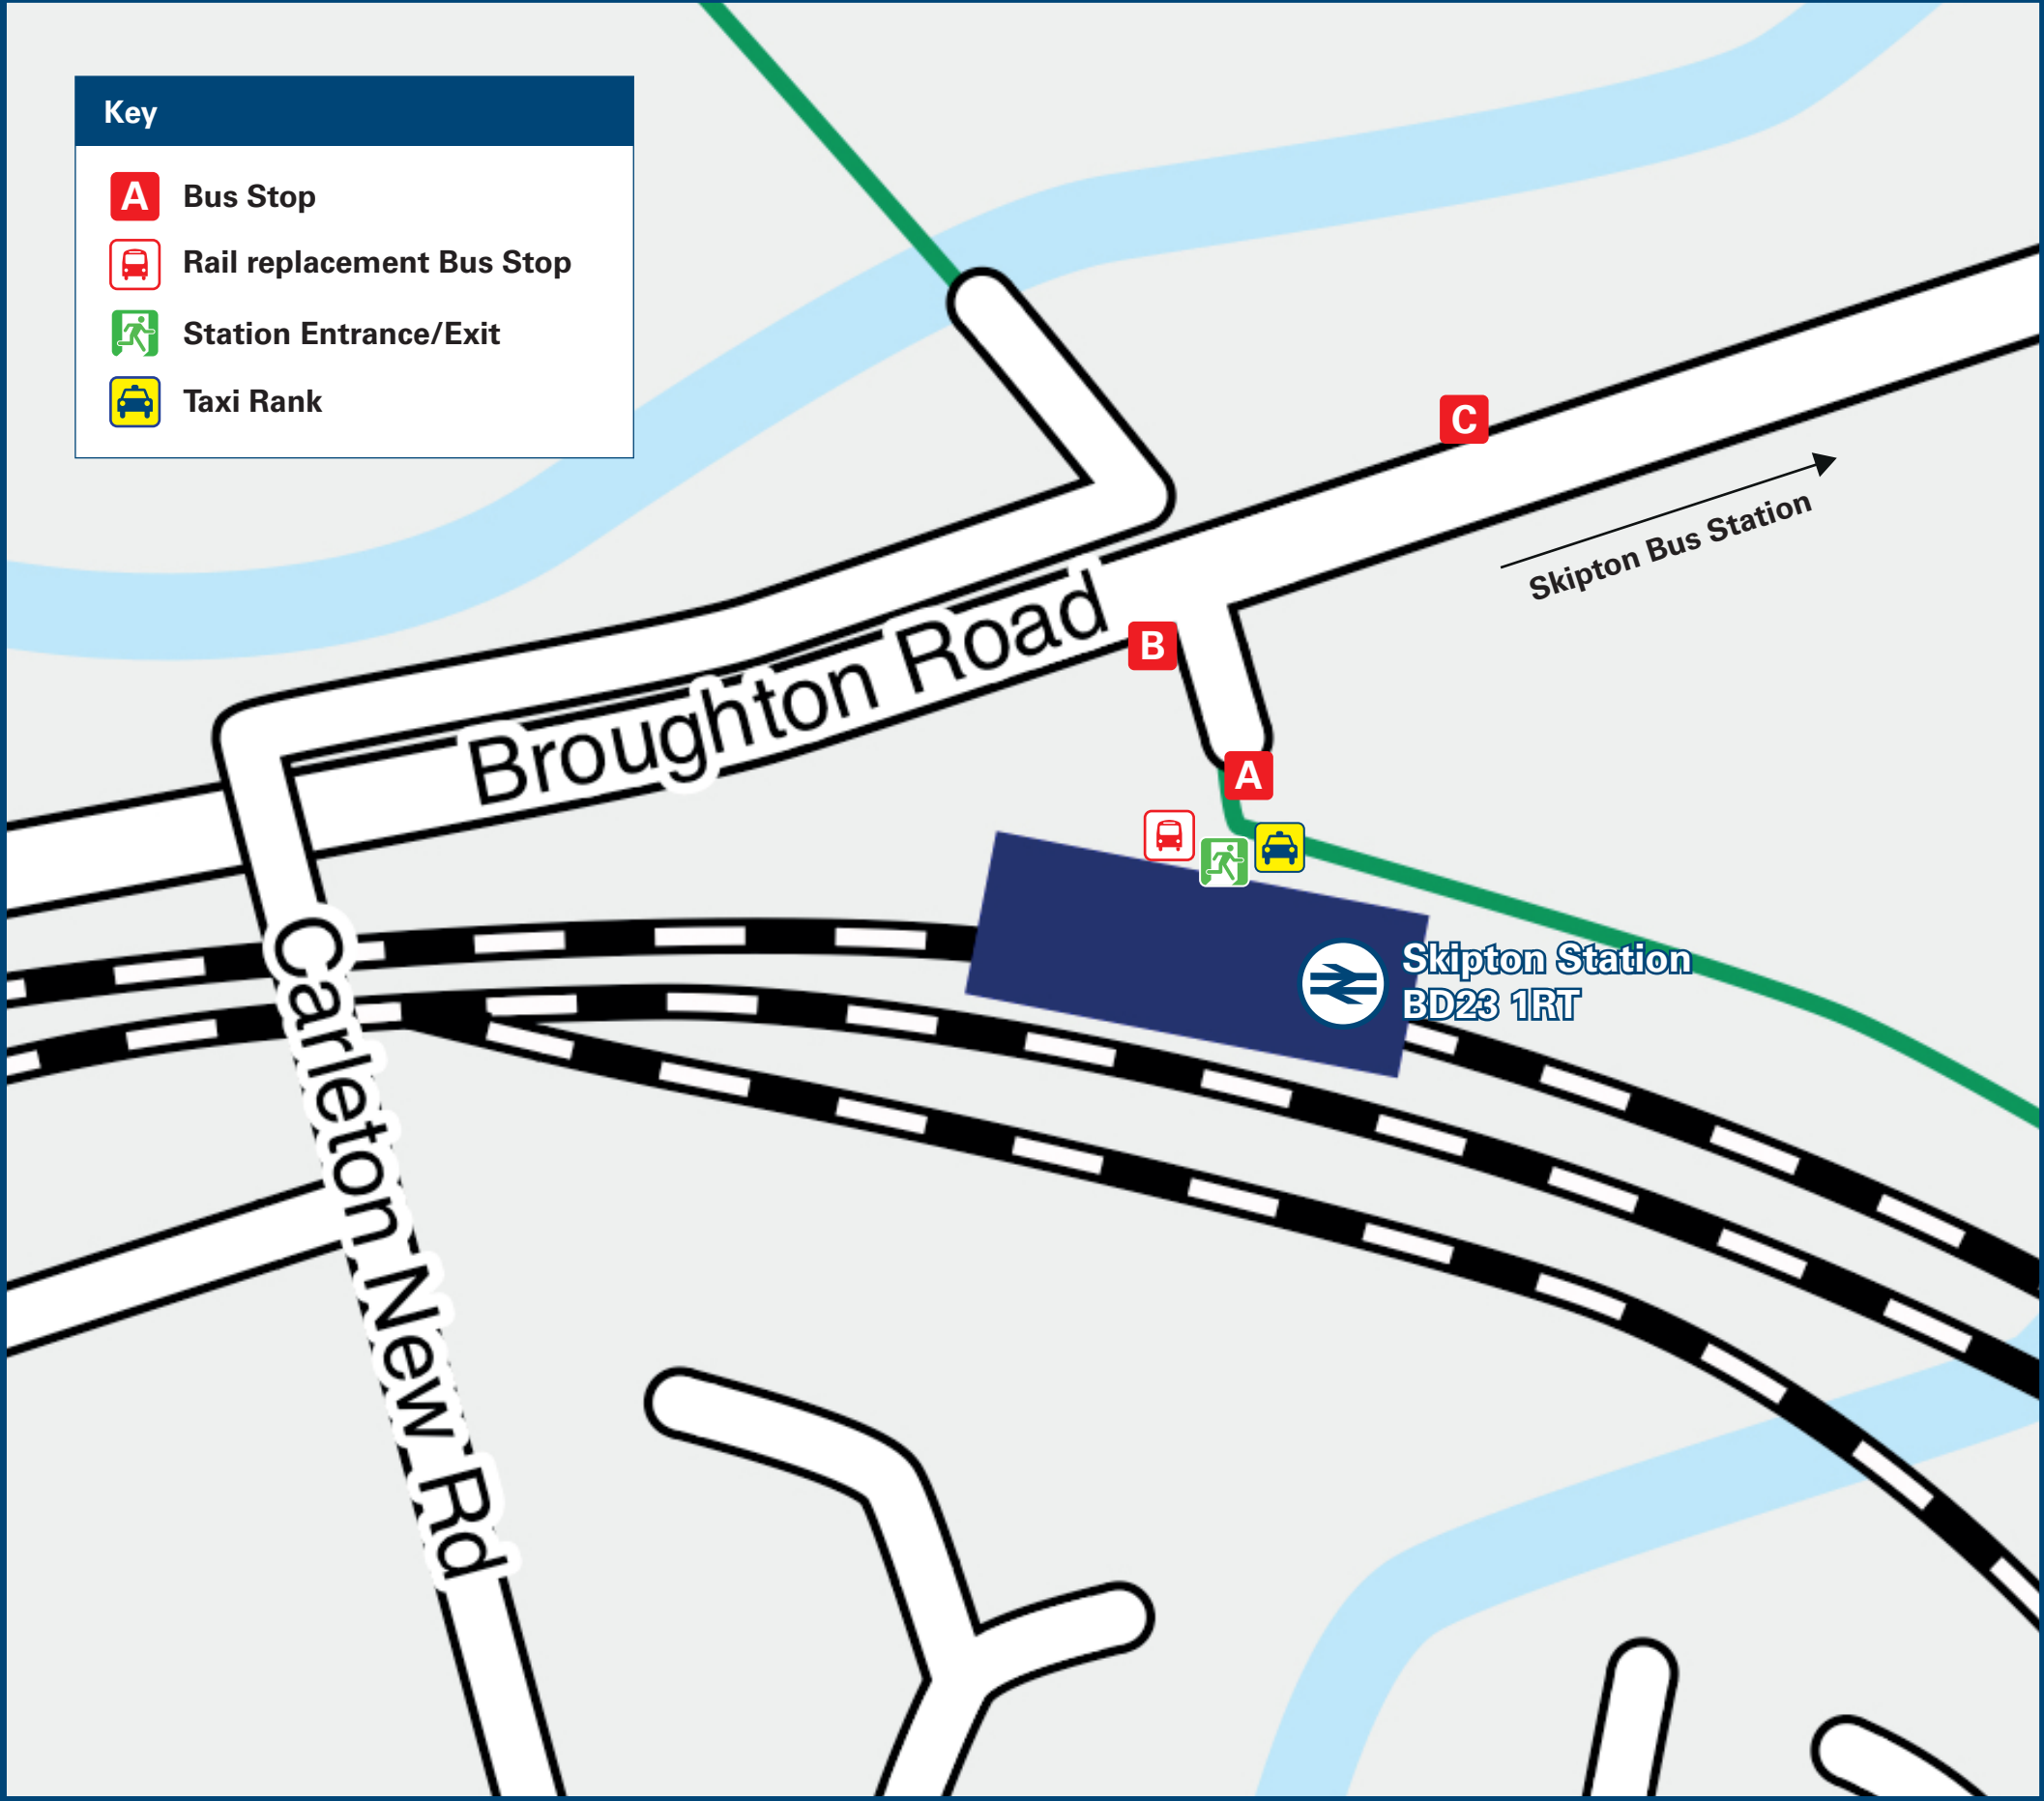 Key
A Bus Stop
Rail replacement Bus Stop
Station Entrance/Exit
Taxi Rank
C
Skipton Bus Station
Broughton Road
B
A
Skipton Station
BD23 1RT
Carleton New Rd